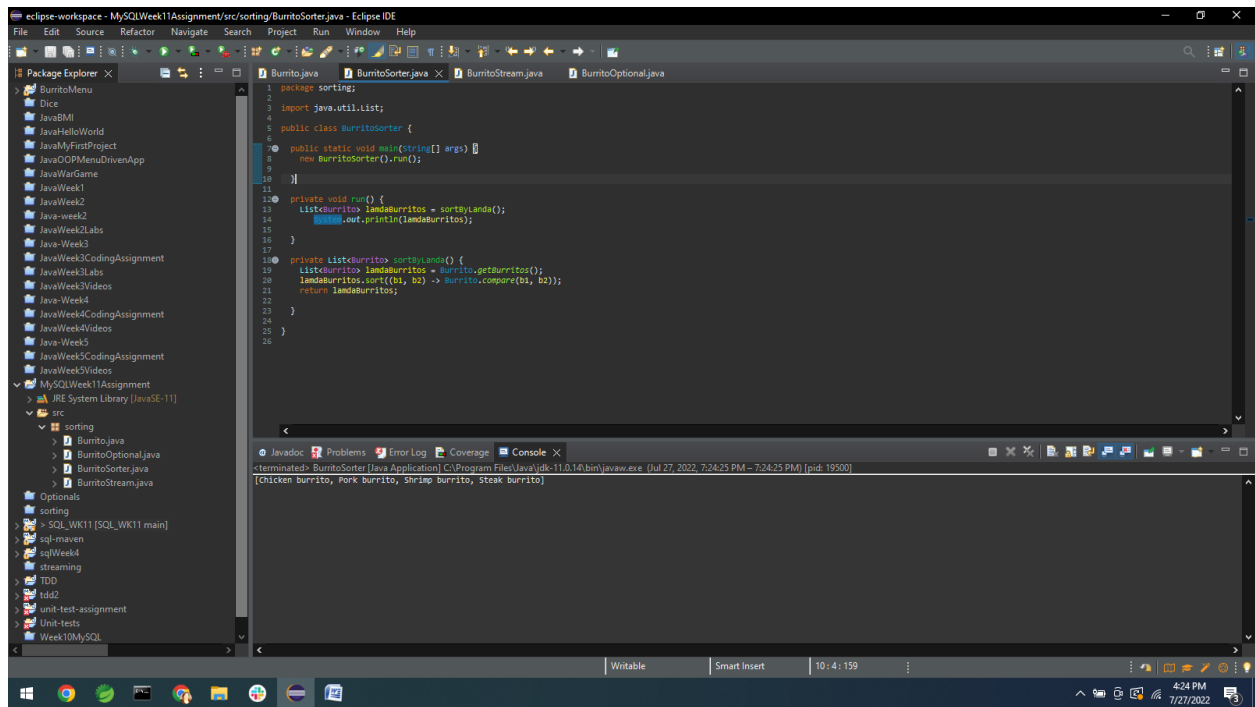 eclipse-workspace - MySQLWeek11Assignment/src/sorting/BurritoSorter.java - Eclipse IDE
File Edit Source Refactor Navigate Search Project Run Window Help
Package Explorer
BurritoMenu
Dice
JavaBMI
JavaHelloWorld
JavaMyFirstProject
JavaOOPMenuDrivenApp
JavaWarGame
JavaWeek1
JavaWeek2
Java-week2
JavaWeek2Labs
Java-Week3
JavaWeek3CodingAssignment
JavaWeek3Labs
JavaWeek3Videos
Java-Week4
JavaWeek4CodingAssignment
JavaWeek4Videos
Java-Week5
JavaWeek5CodingAssignment
JavaWeek5Videos
MySQLWeek11Assignment
JRE System Library [JavaSE-11]
src
sorting
Burrito.java
BurritoOptional.java
BurritoSorter.java
BurritoStream.java
Optionals
sorting
> SQL_WK11 [SQL_WK11 main]
sql-maven
sqlWeek4
streaming
TDD
tdd2
unit-test-assignment
Unit-tests
Week10MySQL
Burrito.java BurritoSorter.java BurritoStream.java BurritoOptional.java
1 package sorting;
2
3 import java.util.List;
4
5 public class BurritoSorter {
6
7 public static void main(String[] args) {
8 new BurritoSorter().run();
9
10 }
11
12 private void run() {
13 List<Burrito> lamdaBurritos = sortByLanda();
14 System.out.println(lamdaBurritos);
15
16 }
17
18 private List<Burrito> sortByLanda() {
19 List<Burrito> lamdaBurritos = Burrito.getBurritos();
20 lamdaBurritos.sort((b1, b2) -> Burrito.compare(b1, b2));
21 return lamdaBurritos;
22
23 }
24
25 }
26
Javadoc Problems Error Log Coverage Console
<terminated> BurritoSorter [Java Application] C:\Program Files\Java\jdk-11.0.14\bin\javaw.exe (Jul 27, 2022, 7:24:25 PM – 7:24:25 PM) [pid: 19500]
[Chicken burrito, Pork burrito, Shrimp burrito, Steak burrito]
Writable Smart Insert 10 : 4 : 159
4:24 PM
7/27/2022
3